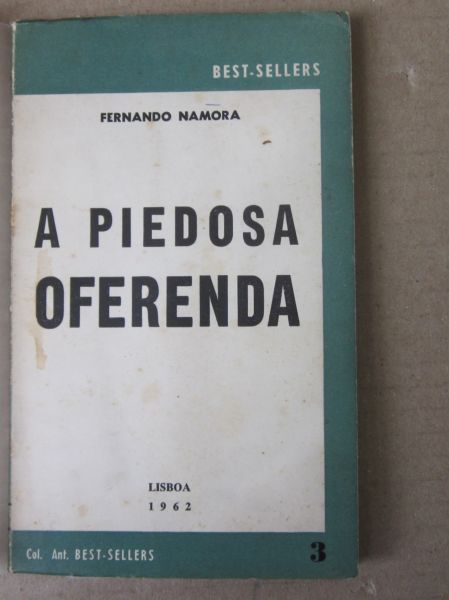 BEST-SELLERS
FERNANDO NAMORA
A PIEDOSA
OFERENDA
LISBOA
1962
Col. Ant. BEST-SELLERS 3